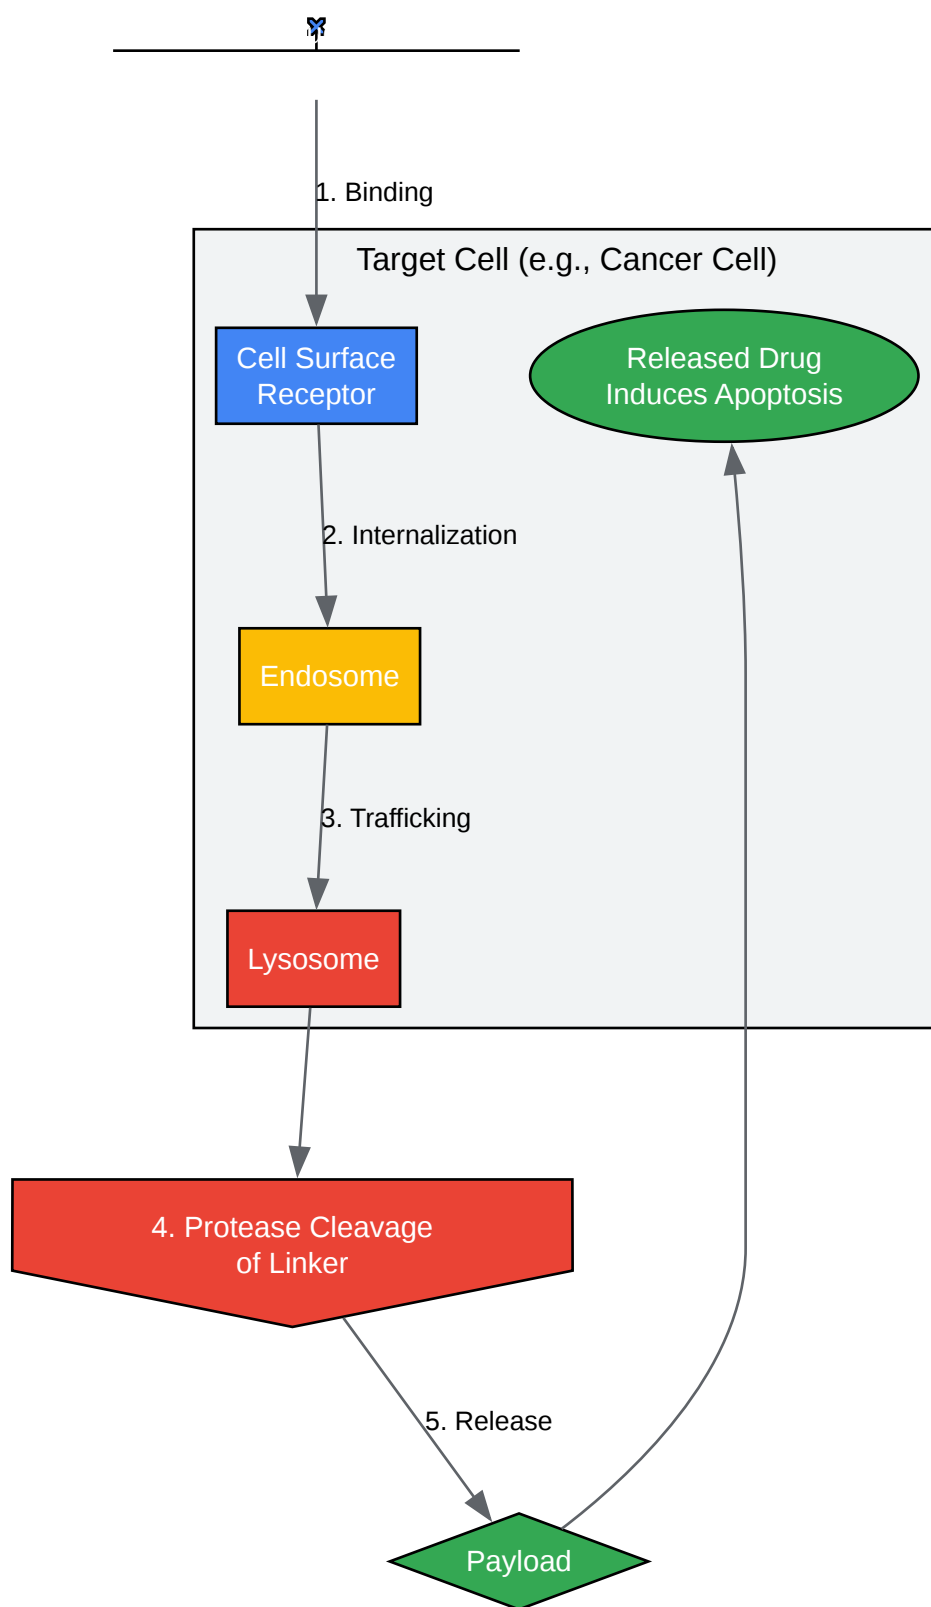 1. Binding
Target Cell (e.g., Cancer Cell)
Cell Surface
Receptor
Released Drug
Induces Apoptosis
2. Internalization
Endosome
3. Trafficking
Lysosome
4. Protease Cleavage
of Linker
5. Release
Payload